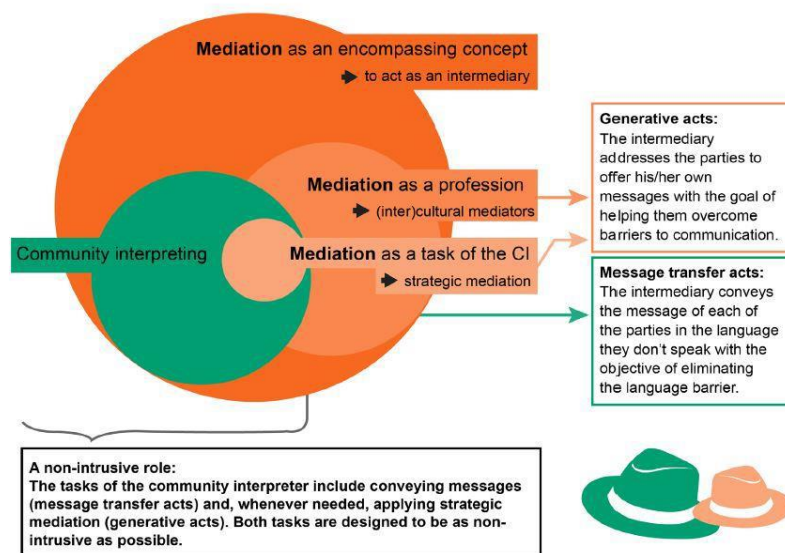 Mediation as an encompassing concept
to act as an intermediary
Mediation as a profession
(inter)cultural mediators
Community interpreting
Mediation as a task of the CI
strategic mediation
Generative acts:
The intermediary
addresses the parties to
offer his/her own
messages with the goal of
helping them overcome
barriers to communication.
Message transfer acts:
The intermediary conveys
the message of each of
the parties in the language
they don't speak with the
objective of eliminating
the language barrier.
A non-intrusive role:
The tasks of the community interpreter include conveying messages
(message transfer acts) and, whenever needed, applying strategic
mediation (generative acts). Both tasks are designed to be as non-
intrusive as possible.